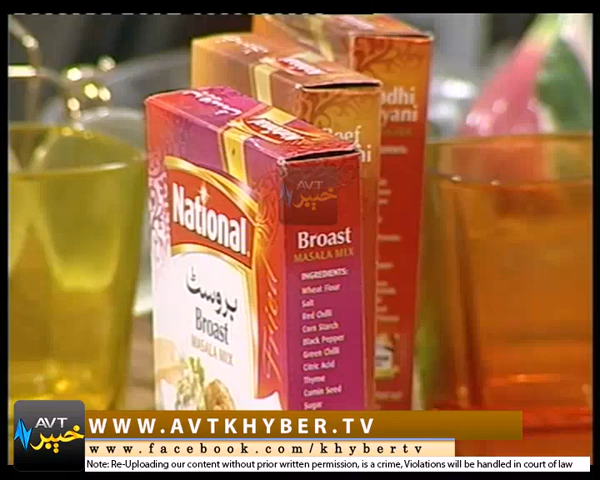 National
بروسٹ
Broast
MASALA MIX
Fried
Broast
MASALA MIX
INGREDIENTS:
Wheat Flour
Salt
Red Chilli
Corn Starch
Black Pepper
Green Chilli
Citric Acid
Thyme
Cumin Seed
Sugar
Beef
AVT
خیبر
AVT
خیبر
WWW.AVTKHYBER.TV
www.facebook.com/khybertv
Note: Re-Uploading our content without prior written permission, is a crime, Violations will be handled in court of law